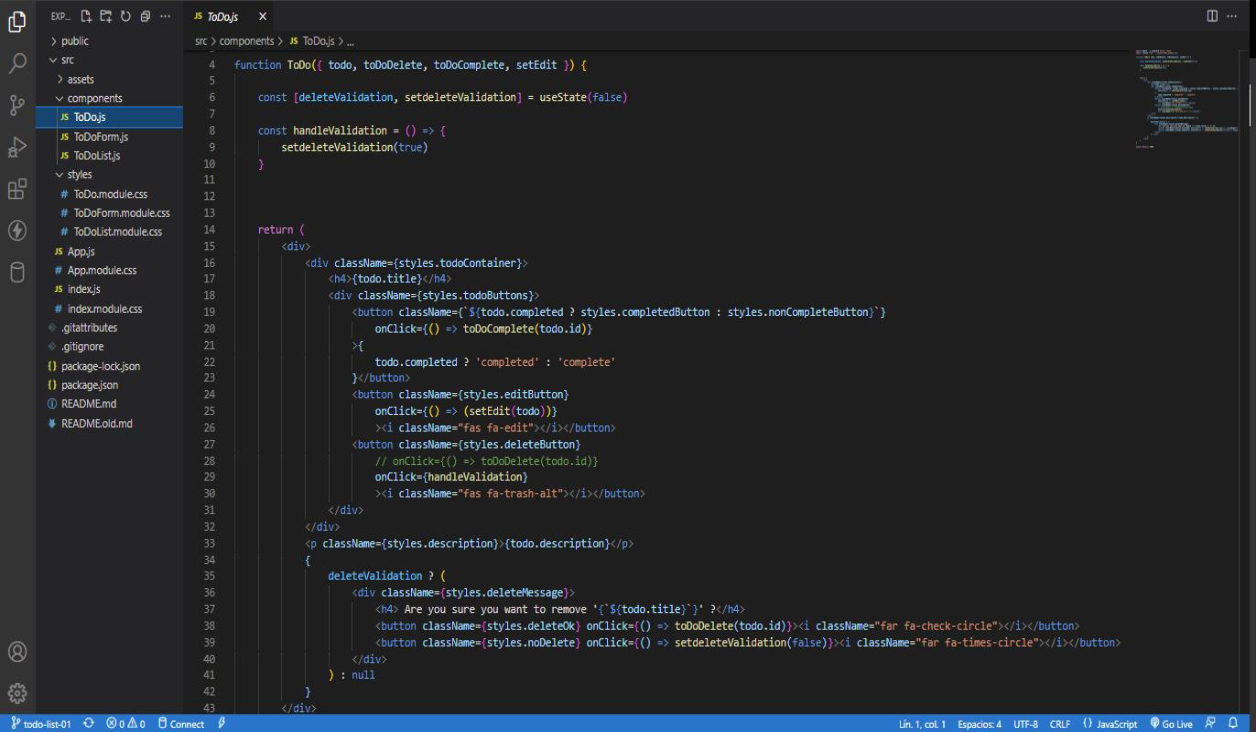 EXP... ToDo.js
src > components > JS ToDo.js > ...
public
src
assets
components
JS ToDo.js
JS ToDoForm.js
JS ToDoList.js
styles
# ToDo.module.css
# ToDoForm.module.css
# ToDoList.module.css
JS App.js
# App.module.css
JS index.js
# index.module.css
.gitattributes
.gitignore
{} package-lock.json
{} package.json
README.md
README.old.md
4 function ToDo({ todo, toDoDelete, toDoComplete, setEdit }) {
5
6 const [deleteValidation, setdeleteValidation] = useState(false)
7
8 const handleValidation = () => {
9 setdeleteValidation(true)
10 }
11
12
13
14 return (
15 <div>
16 <div className={styles.todoContainer}>
17 <h4>{todo.title}</h4>
18 <div className={styles.todoButtons}>
19 <button className={`${todo.completed ? styles.completedButton : styles.nonCompleteButton}`}
20 onClick={() => toDoComplete(todo.id)}
21 >{
22 todo.completed ? 'completed' : 'complete'
23 }</button>
24 <button className={styles.editButton}
25 onClick={() => (setEdit(todo))}
26 ><i className="fas fa-edit"></i></button>
27 <button className={styles.deleteButton}
28 // onClick={() => toDoDelete(todo.id)}
29 onClick={handleValidation}
30 ><i className="fas fa-trash-alt"></i></button>
31 </div>
32 </div>
33 <p className={styles.description}>{todo.description}</p>
34 {
35 deleteValidation ? (
36 <div className={styles.deleteMessage}>
37 <h4> Are you sure you want to remove '{`${todo.title}`}' ?</h4>
38 <button className={styles.deleteOk} onClick={() => toDoDelete(todo.id)}><i className="far fa-check-circle"></i></button>
39 <button className={styles.noDelete} onClick={() => setdeleteValidation(false)}><i className="far fa-times-circle"></i></button>
40 </div>
41 ) : null
42 }
43 </div>
todo-list-01 0 0 Connect Lín. 1, col. 1 Espacios: 4 UTF-8 CRLF {} JavaScript Go Live